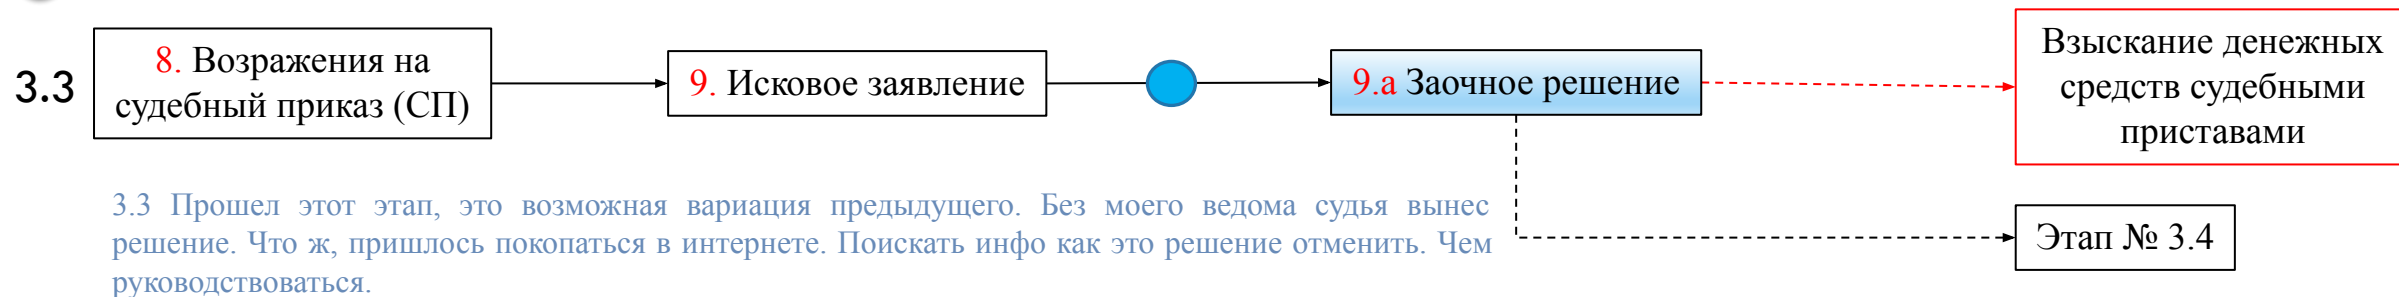 3.3
8. Возражения на
судебный приказ (СП)
9. Исковое заявление
9.а Заочное решение
Взыскание денежных
средств судебными
приставами
3.3 Прошел этот этап, это возможная вариация предыдущего. Без моего ведома судья вынес
решение. Что ж, пришлось покопаться в интернете. Поискать инфо как это решение отменить. Чем
руководствоваться.
Этап № 3.4